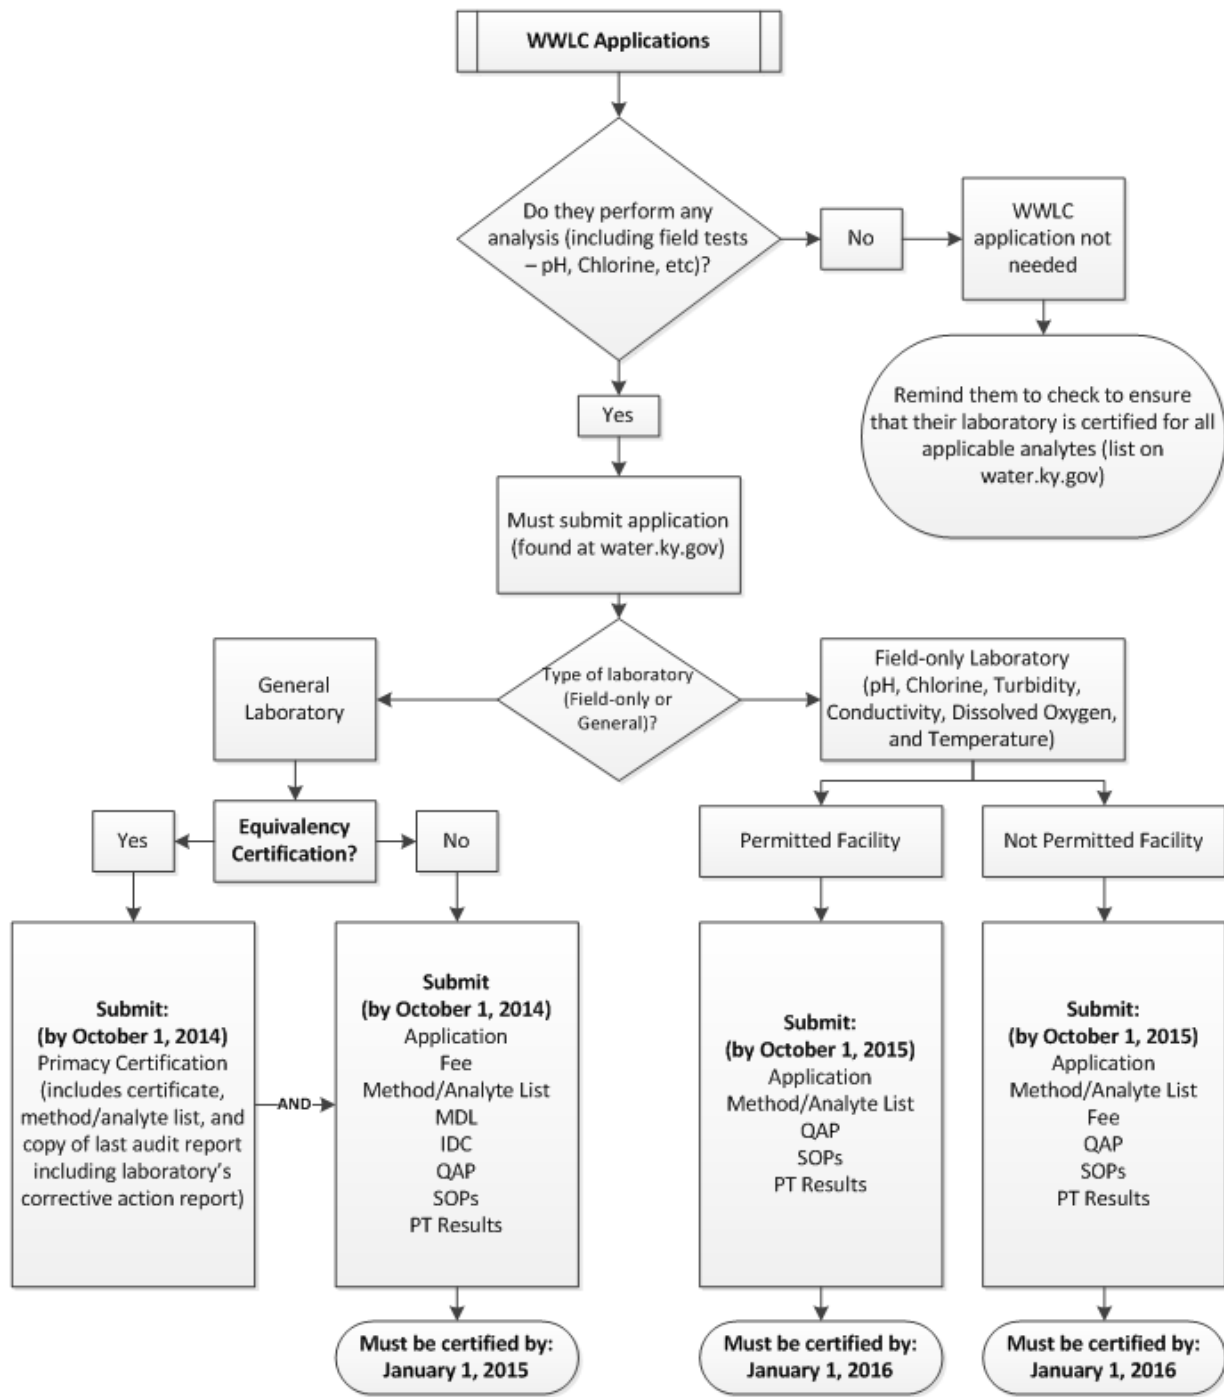 WWLC Applications
Do they perform any
analysis (including field tests
– pH, Chlorine, etc)?
No
WWLC
application not
needed
Remind them to check to ensure
that their laboratory is certified for all
applicable analytes (list on
water.ky.gov)
Yes
Must submit application
(found at water.ky.gov)
Type of laboratory
(Field-only or
General)?
General
Laboratory
Field-only Laboratory
(pH, Chlorine, Turbidity,
Conductivity, Dissolved Oxygen,
and Temperature)
Equivalency
Certification?
Yes
No
Permitted Facility
Not Permitted Facility
Submit:
(by October 1, 2014)
Primacy Certification
(includes certificate,
method/analyte list, and
copy of last audit report
including laboratory's
corrective action report)
AND
Submit
(by October 1, 2014)
Application
Fee
Method/Analyte List
MDL
IDC
QAP
SOPs
PT Results
Submit:
(by October 1, 2015)
Application
Method/Analyte List
QAP
SOPs
PT Results
Submit:
(by October 1, 2015)
Application
Method/Analyte List
Fee
QAP
SOPs
PT Results
Must be certified by:
January 1, 2015
Must be certified by:
January 1, 2016
Must be certified by:
January 1, 2016